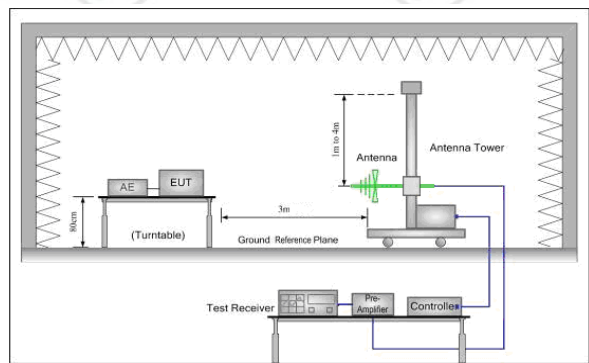 1m to 4m
Antenna
Antenna Tower
AE
EUT
3m
80cm
(Turntable)
Ground Reference Plane
Test Receiver
Pre-
Amplifier
Controller